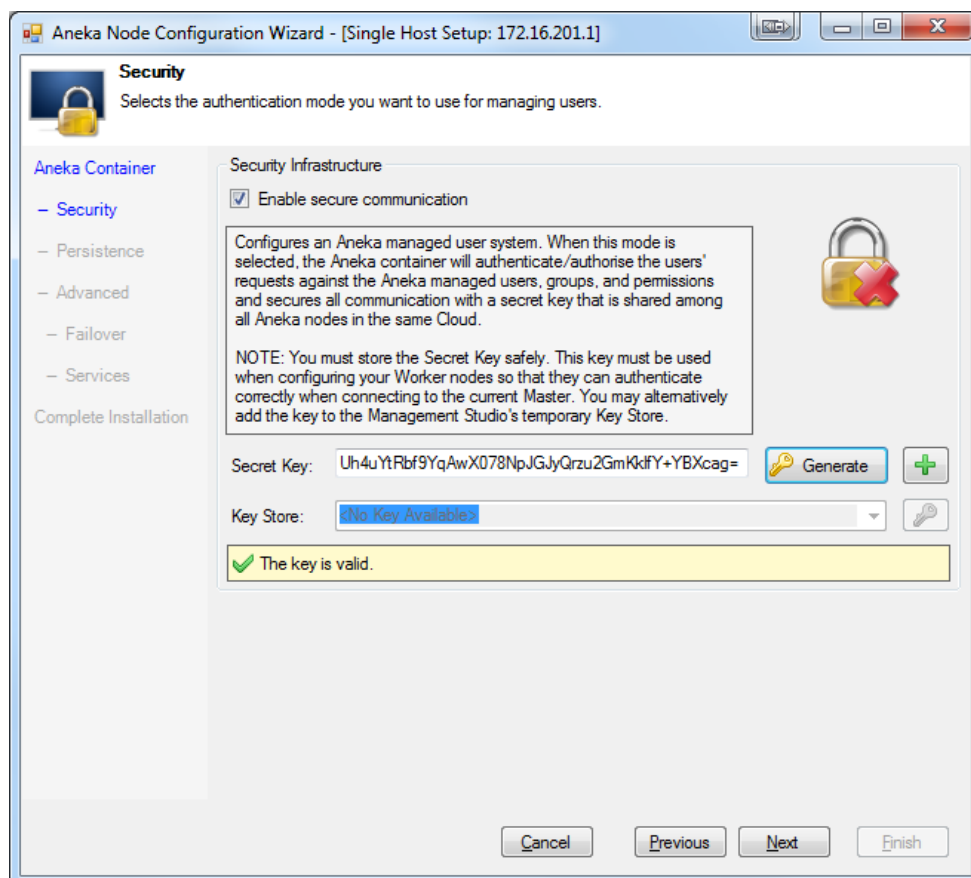 Aneka Node Configuration Wizard - [Single Host Setup: 172.16.201.1]
Security
Selects the authentication mode you want to use for managing users.
Aneka Container
– Security
– Persistence
– Advanced
– Failover
– Services
Complete Installation
Security Infrastructure
Enable secure communication
Configures an Aneka managed user system. When this mode is
selected, the Aneka container will authenticate/authorise the users'
requests against the Aneka managed users, groups, and permissions
and secures all communication with a secret key that is shared among
all Aneka nodes in the same Cloud.
NOTE: You must store the Secret Key safely. This key must be used
when configuring your Worker nodes so that they can authenticate
correctly when connecting to the current Master. You may alternatively
add the key to the Management Studio's temporary Key Store.
Secret Key: Uh4uYtRbf9YqAwX078NpJGJyQrzu2GmKklfY+YBXcag= Generate
Key Store: <No Key Available>
The key is valid.
Cancel Previous Next Finish